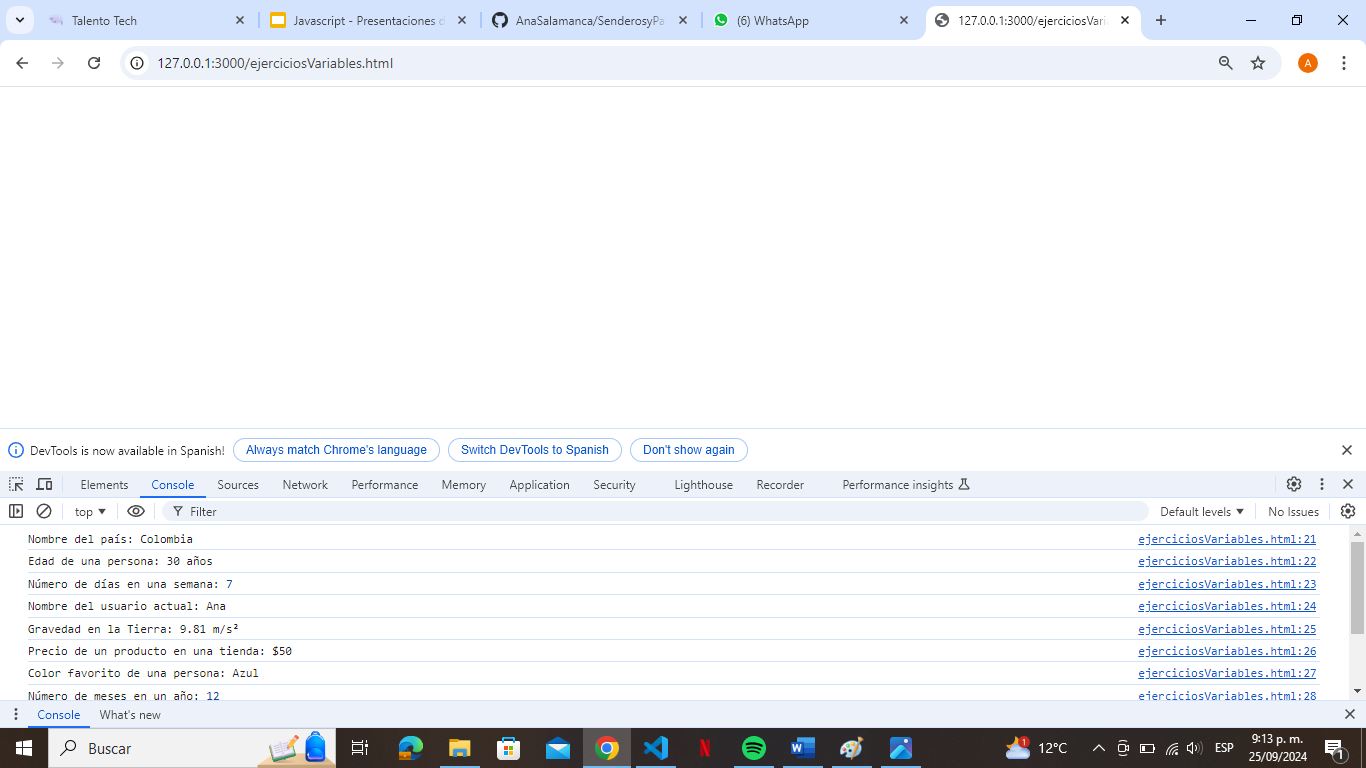 Talento Tech
Javascript - Presentaciones d
AnaSalamanca/SenderosyPa
(6) WhatsApp
127.0.0.1:3000/ejerciciosVaria
127.0.0.1:3000/ejerciciosVariables.html
A
DevTools is now available in Spanish! Always match Chrome's language Switch DevTools to Spanish Don't show again
Elements Console Sources Network Performance Memory Application Security Lighthouse Recorder Performance insights
top Filter Default levels No Issues
Nombre del país: Colombia ejerciciosVariables.html:21
Edad de una persona: 30 años ejerciciosVariables.html:22
Número de días en una semana: 7 ejerciciosVariables.html:23
Nombre del usuario actual: Ana ejerciciosVariables.html:24
Gravedad en la Tierra: 9.81 m/s² ejerciciosVariables.html:25
Precio de un producto en una tienda: $50 ejerciciosVariables.html:26
Color favorito de una persona: Azul ejerciciosVariables.html:27
Número de meses en un año: 12 ejerciciosVariables.html:28
Console What's new
Buscar
1 12°C ESP
9:13 p. m.
25/09/2024
1